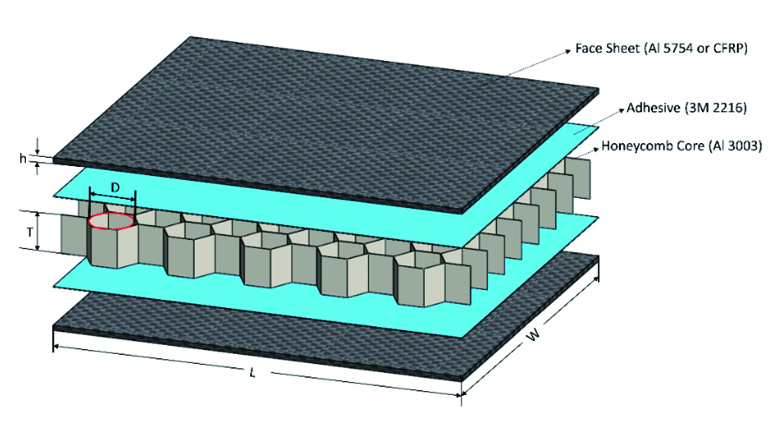 Face Sheet (Al 5754 or CFRP)
Adhesive (3M 2216)
Honeycomb Core (Al 3003)
h
D
T
W
L